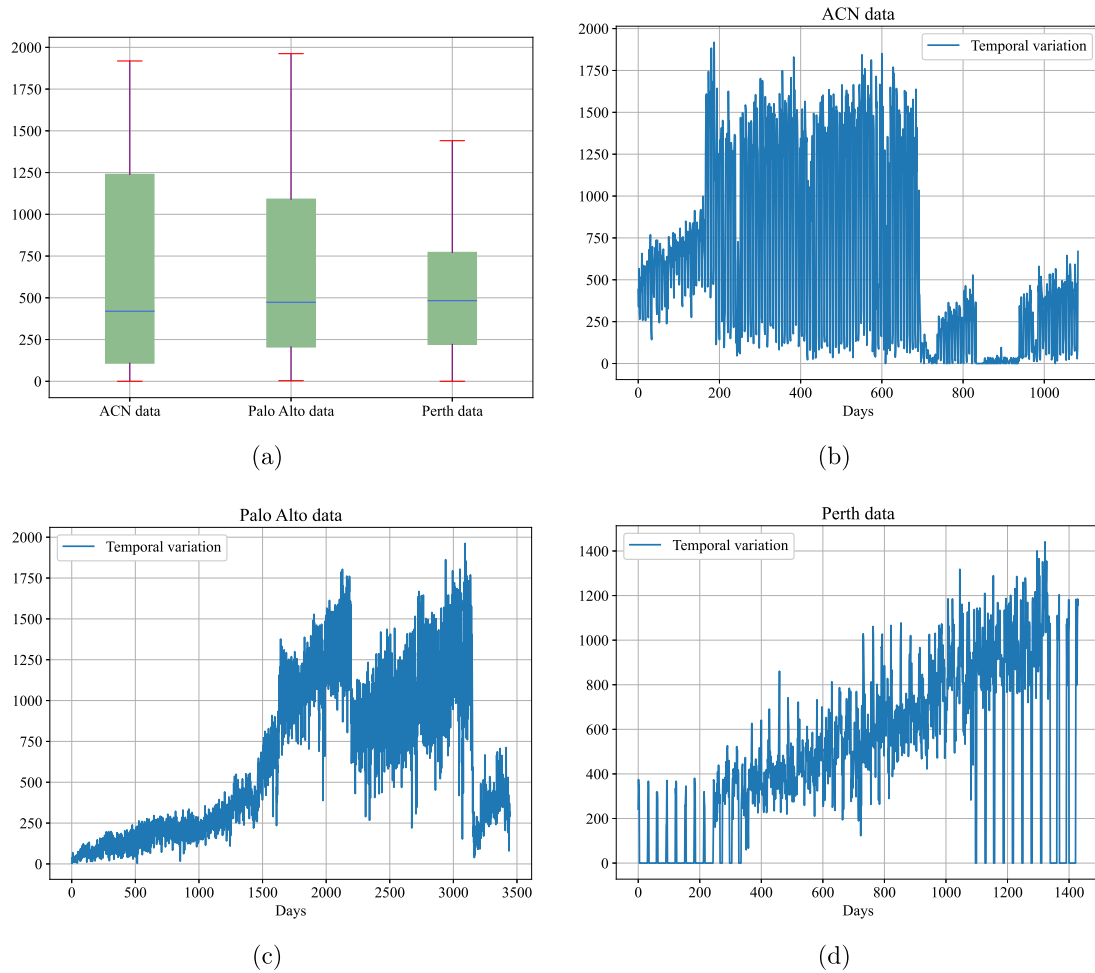 2000
1750
1500
1250
1000
750
500
250
0
ACN data Palo Alto data Perth data
(a)
ACN data
Temporal variation
2000
1750
1500
1250
1000
750
500
250
0
0 200 400 600 800 1000
Days
(b)
Palo Alto data
Temporal variation
2000
1750
1500
1250
1000
750
500
250
0
0 500 1000 1500 2000 2500 3000 3500
Days
(c)
Perth data
Temporal variation
1400
1200
1000
800
600
400
200
0
0 200 400 600 800 1000 1200 1400
Days
(d)